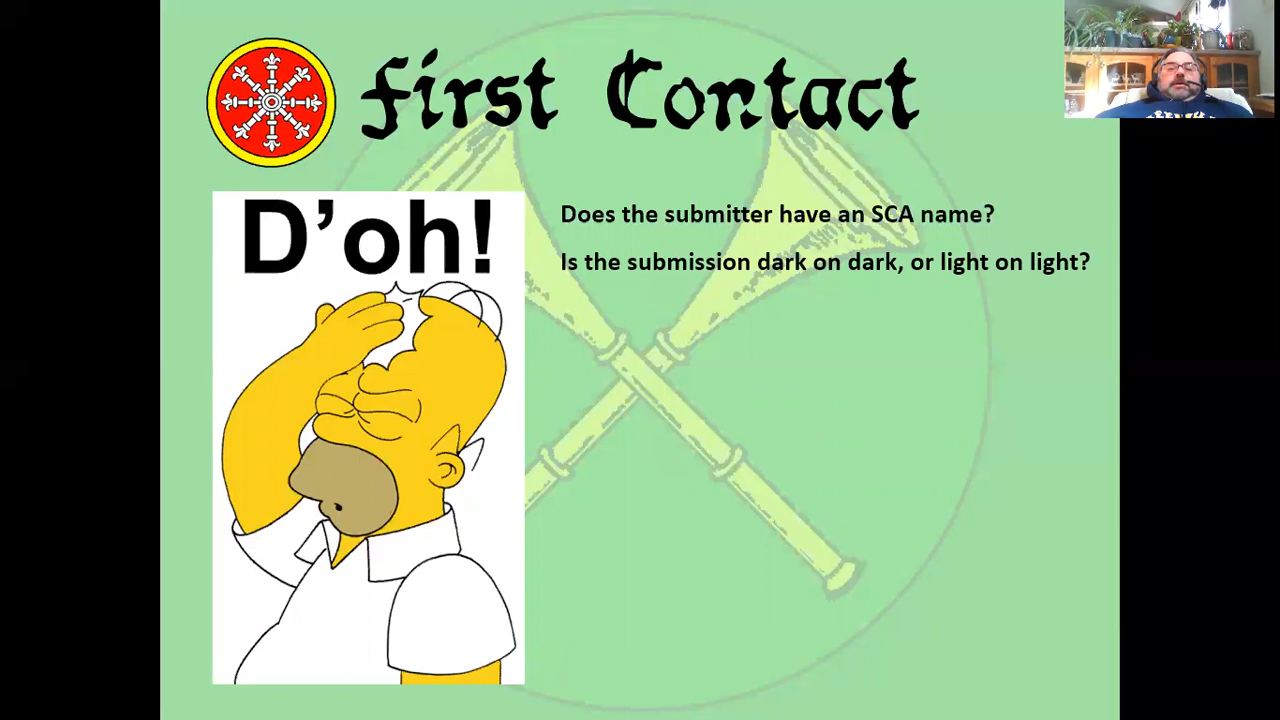 First Contact
D'oh!
Does the submitter have an SCA name?
Is the submission dark on dark, or light on light?